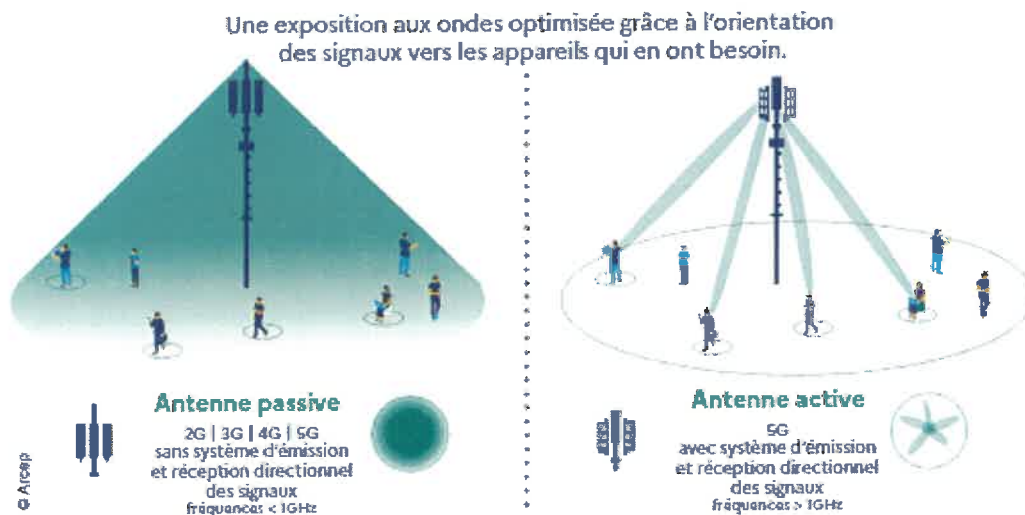 Une exposition aux ondes optimisée grâce à l'orientation
des signaux vers les appareils qui en ont besoin.
Antenne passive
2G | 3G | 4G | 5G
sans système d'émission
et réception directionnel
des signaux
fréquences < 1GHz
Antenne active
5G
avec système d'émission
et réception directionnel
des signaux
fréquences > 1GHz
© Arcep